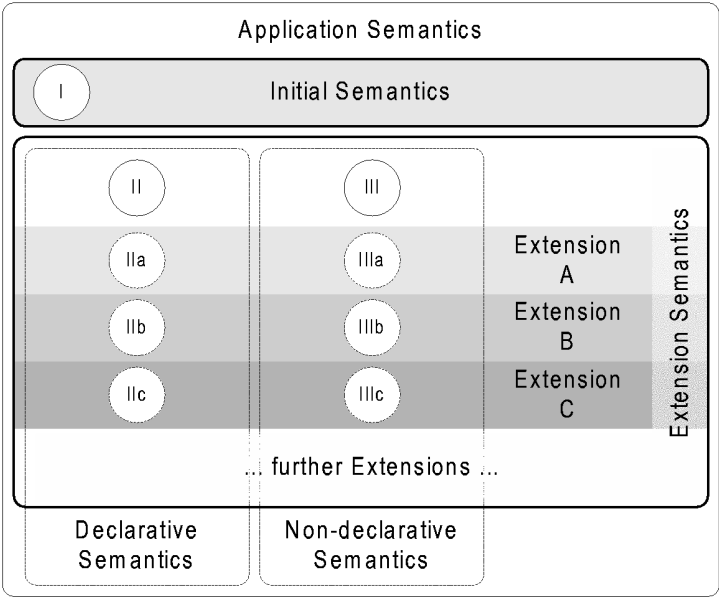 Application Semantics
I
Initial Semantics
II
III
IIa
IIIa
Extension
A
IIb
IIIb
Extension
B
IIc
IIIc
Extension
C
Extension Semantics
... further Extensions ...
Declarative
Semantics
Non-declarative
Semantics